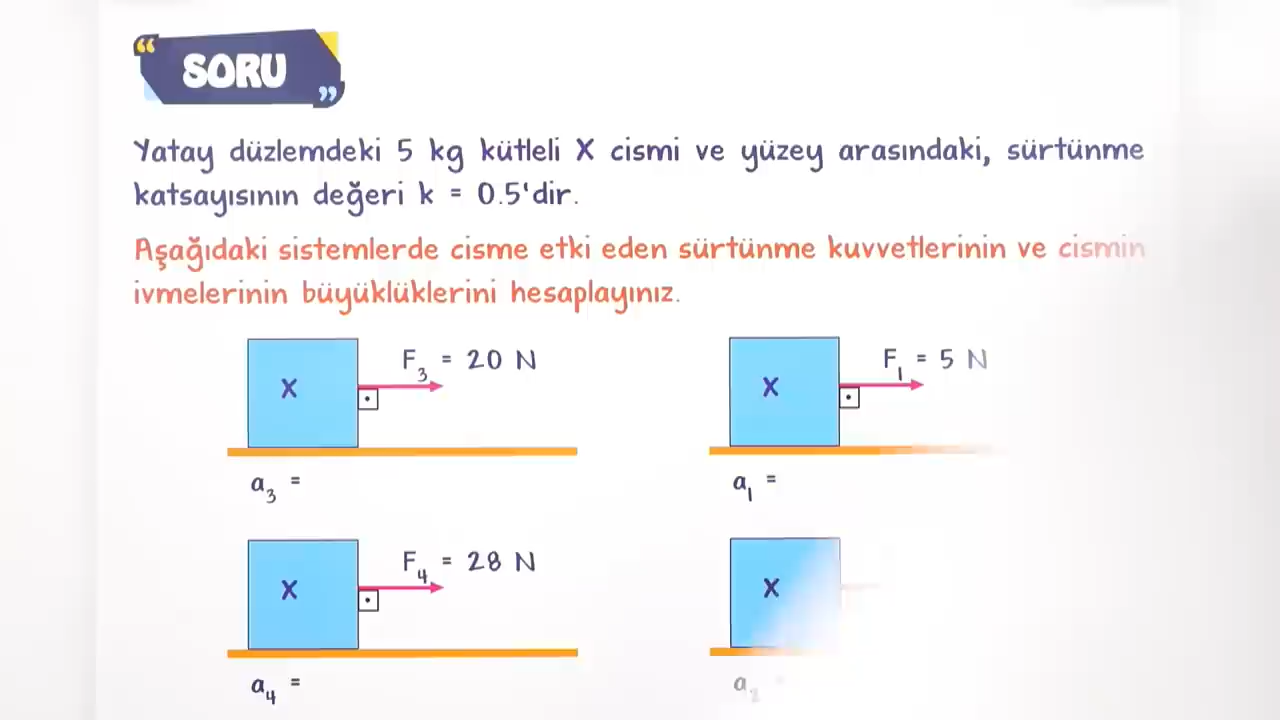 SORU
Yatay düzlemdeki 5 kg kütleli X cismi ve yüzey arasındaki, sürtünme
katsayısının değeri k = 0.5'dir.
Aşağıdaki sistemlerde cisme etki eden sürtünme kuvvetlerinin ve cismin
ivmelerinin büyüklüklerini hesaplayınız.
X
F₃ = 20 N
a₃ =
X
F₁ = 5 N
a₁ =
X
F₄ = 28 N
a₄ =
X
a₂ =